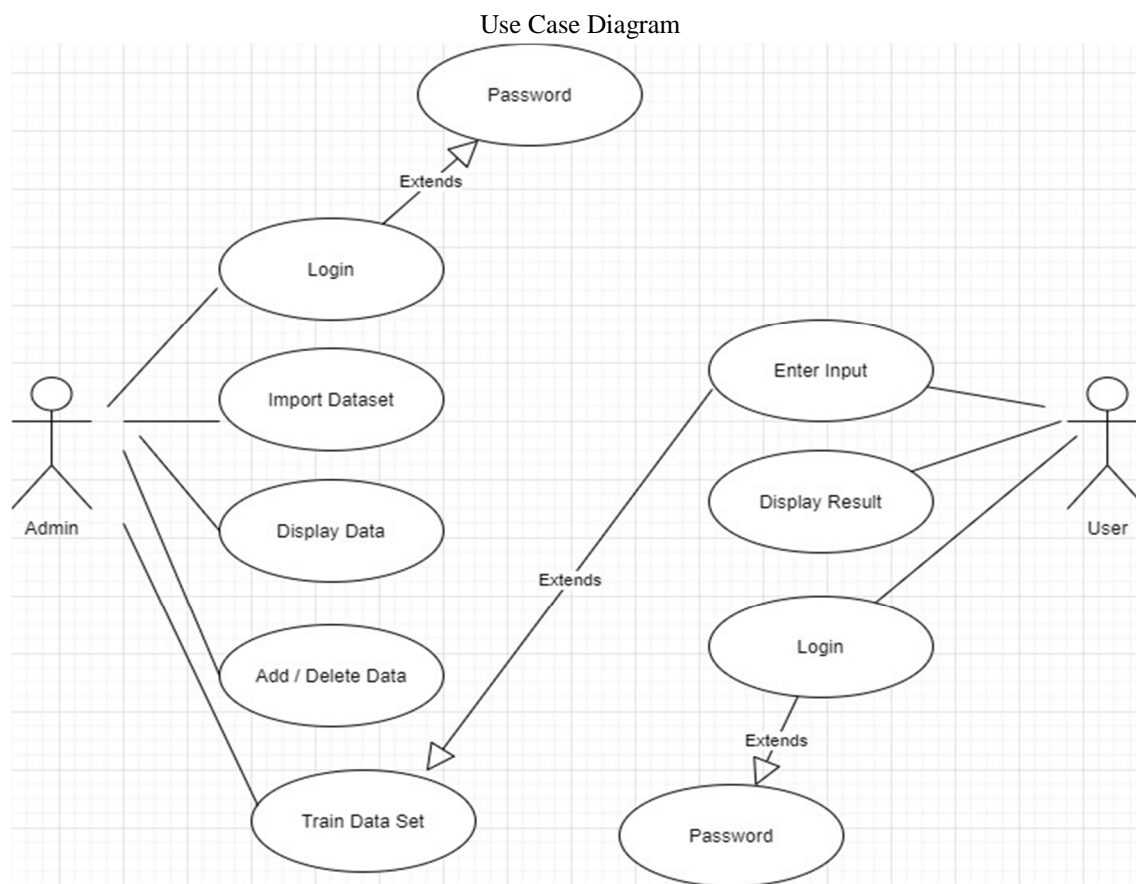 Use Case Diagram
Password
Extends
Login
Enter Input
Import Dataset
Display Result
Admin
Display Data
User
Extends
Login
Add / Delete Data
Extends
Train Data Set
Password